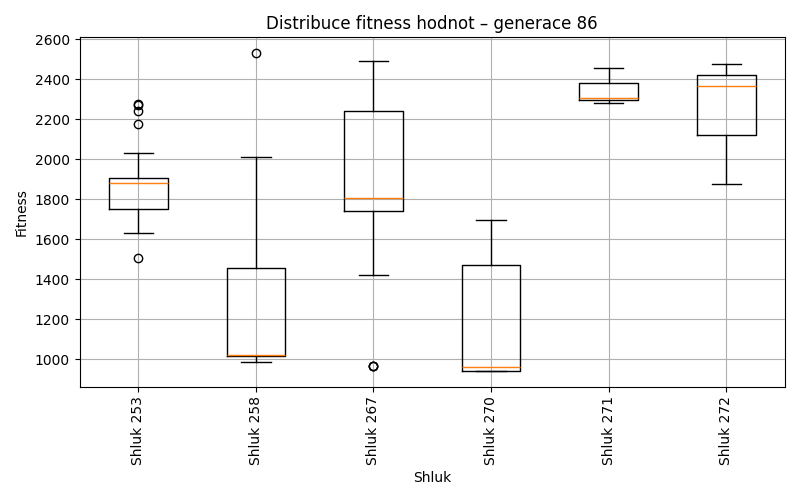 Distribuce fitness hodnot – generace 86
2600
2400
2200
2000
1800
1600
1400
1200
1000
Fitness
Shluk 253
Shluk 258
Shluk 267
Shluk 270
Shluk 271
Shluk 272
Shluk